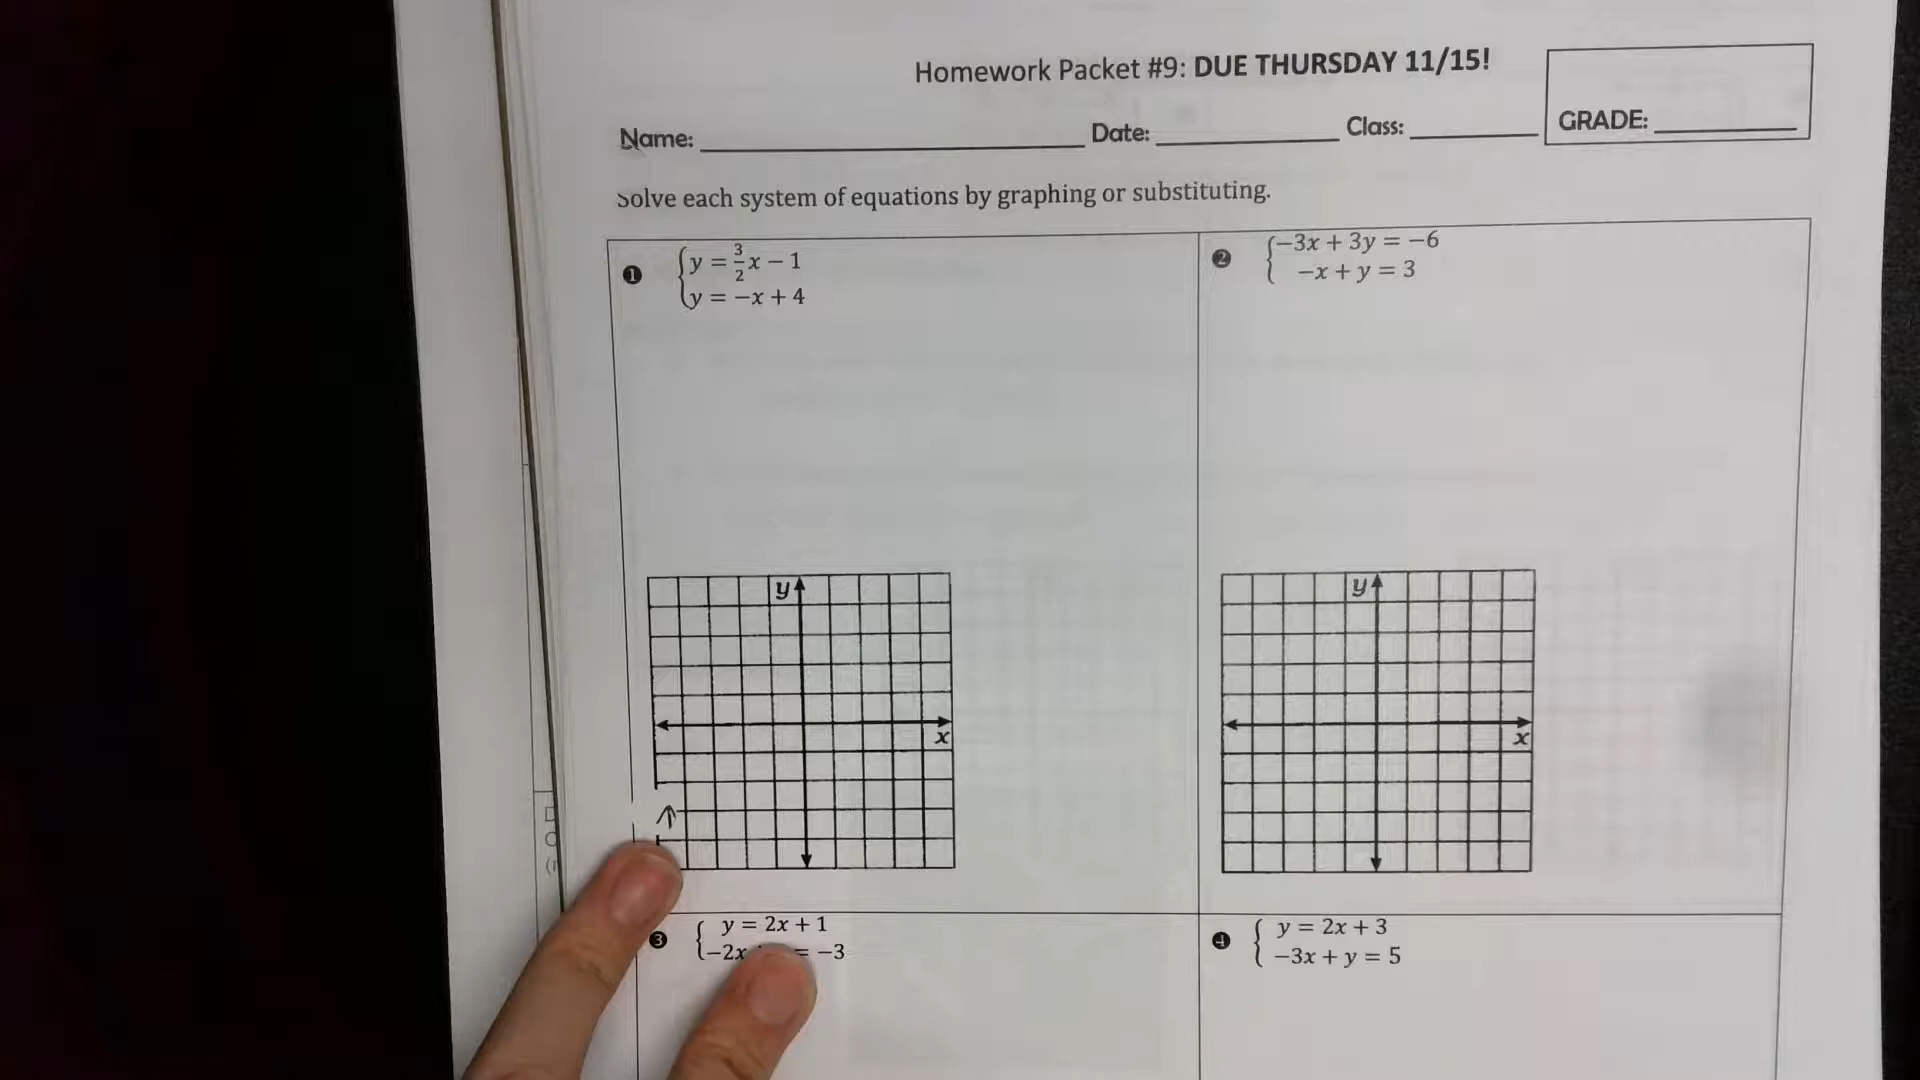 Homework Packet #9: DUE THURSDAY 11/15!
Name: Date: Class: GRADE:
Solve each system of equations by graphing or substituting.
❶ y = 3/2 x − 1
y = −x + 4
❷ −3x + 3y = −6
−x + y = 3
y
x
y
x
❸ y = 2x + 1
−2x = −3
❹ y = 2x + 3
−3x + y = 5